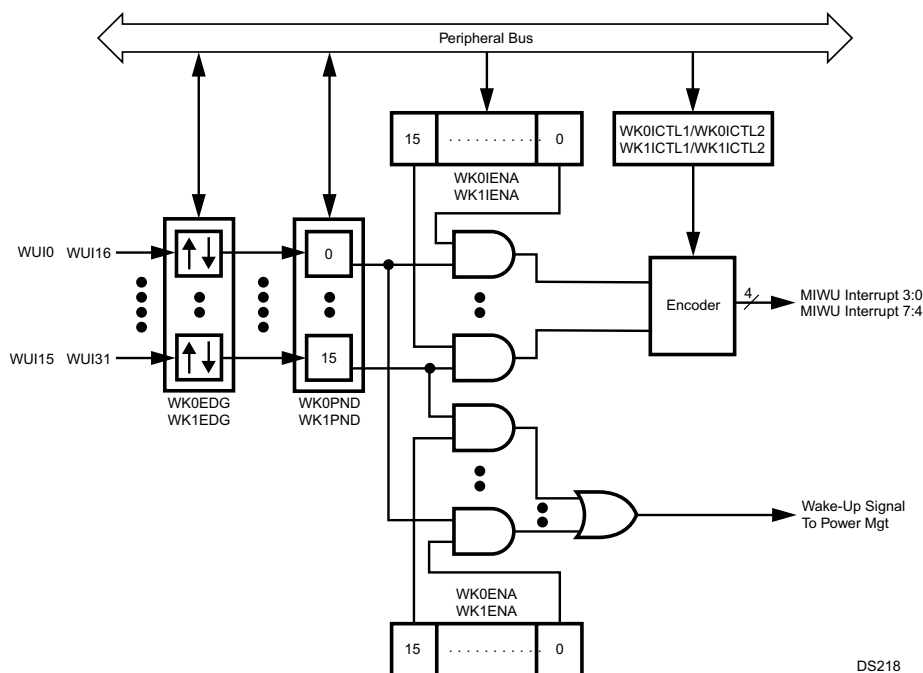 Peripheral Bus
15 . . . . . . . . . . . 0
WK0ICTL1/WK0ICTL2
WK1ICTL1/WK1ICTL2
WK0IENA
WK1IENA
WUI0 WUI16
0
Encoder
4
MIWU Interrupt 3:0
MIWU Interrupt 7:4
WUI15 WUI31
15
WK0EDG
WK1EDG
WK0PND
WK1PND
Wake-Up Signal
To Power Mgt
WK0ENA
WK1ENA
15 . . . . . . . . . . . 0
DS218